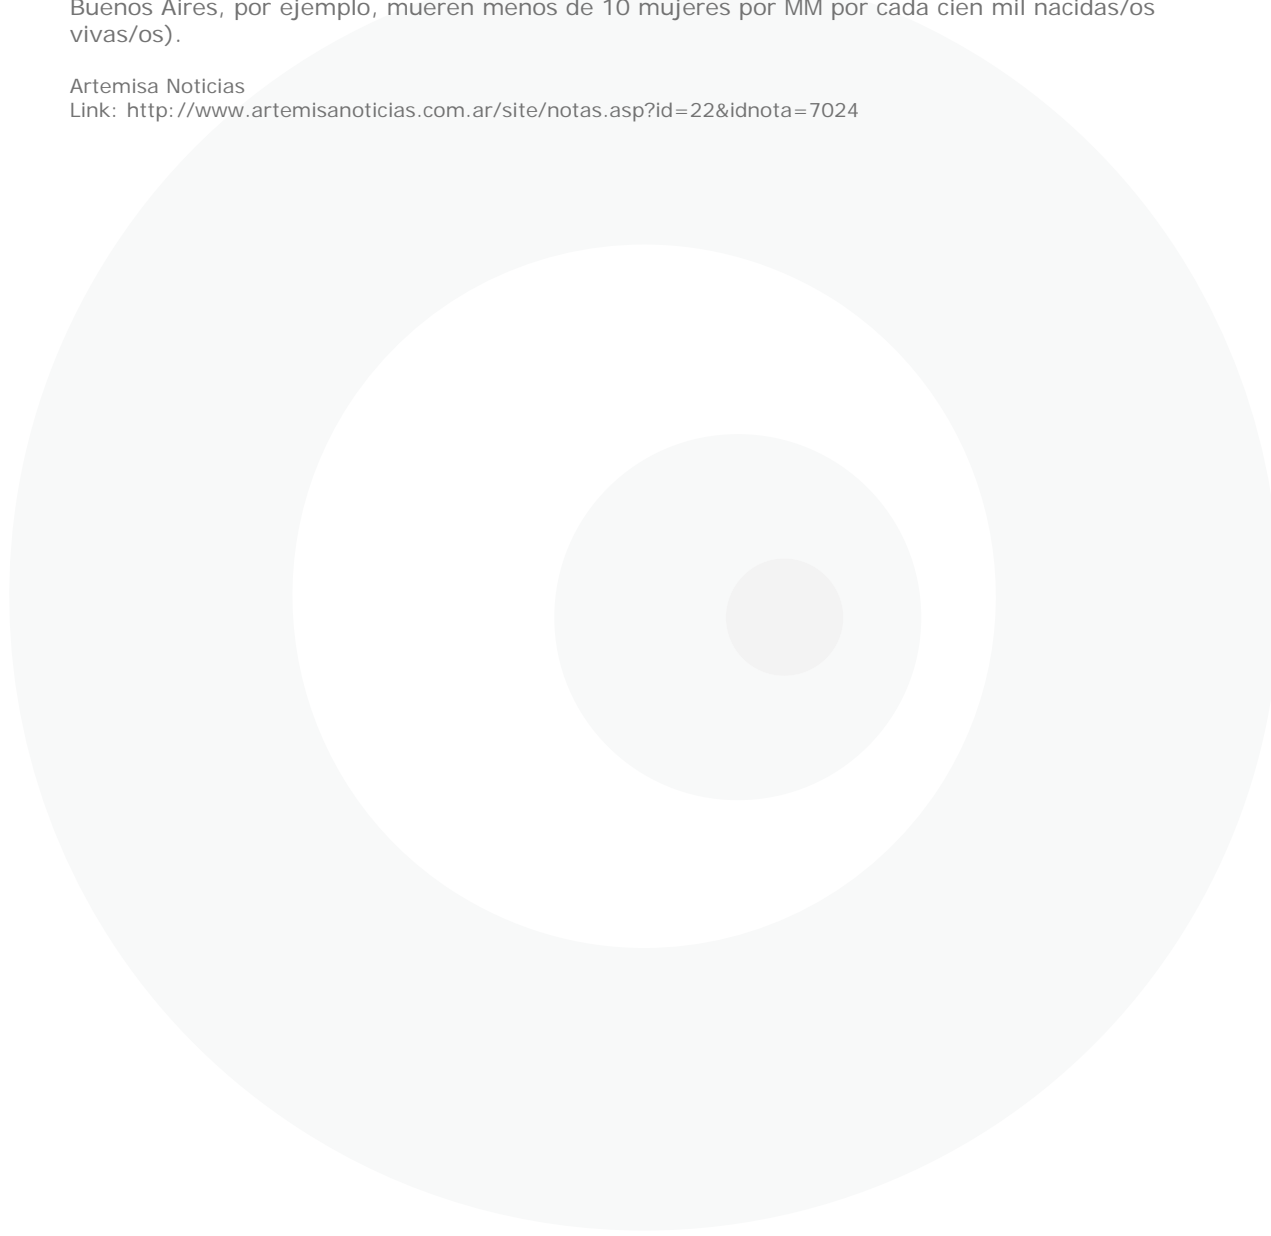 Buenos Aires, por ejemplo, mueren menos de 10 mujeres por MM por cada cien mil nacidas/os
vivas/os).
Artemisa Noticias
Link: http://www.artemisanoticias.com.ar/site/notas.asp?id=22&idnota=7024